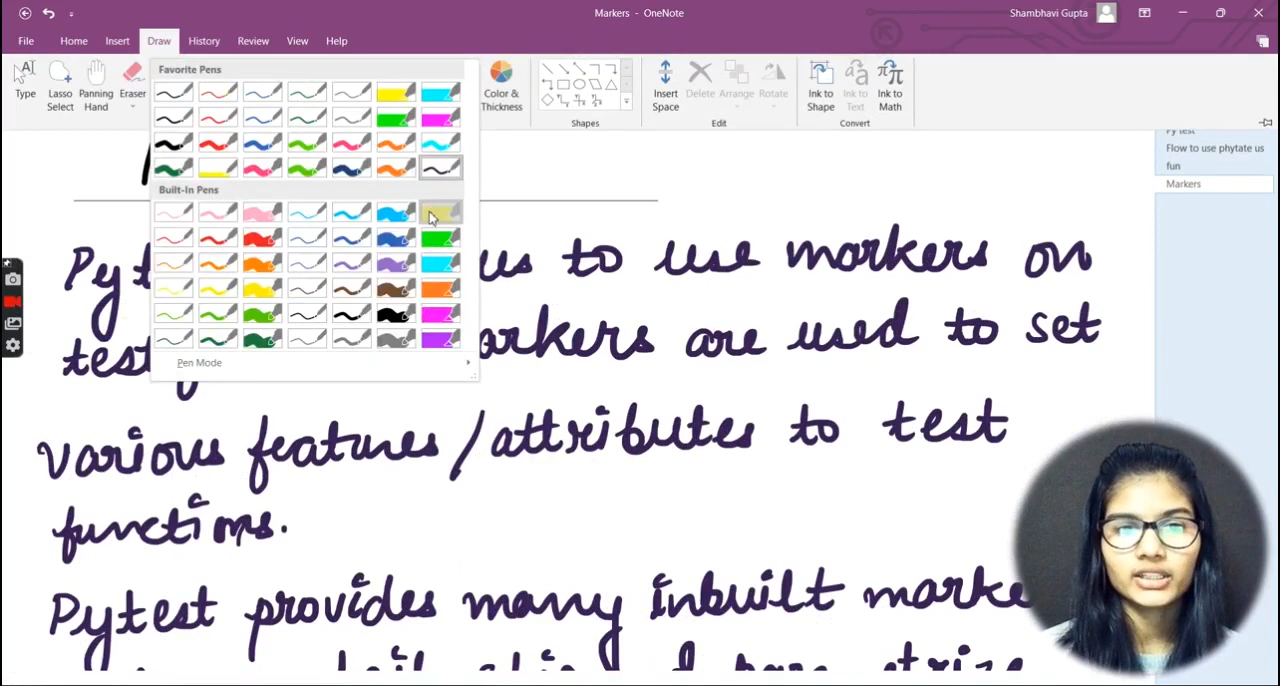 Markers - OneNote
Shambhavi Gupta
File Home Insert Draw History Review View Help
Type
Lasso Select
Panning Hand
Eraser
Favorite Pens
Built-In Pens
Pen Mode
Color & Thickness
Shapes
Insert Space
Delete
Arrange
Rotate
Edit
Ink to Shape
Ink to Text
Ink to Math
Convert
Py test
Flow to use phytate us
fun
Markers
us to use markers on
test arkers are used to set
various features/attributes to test
functions.
Pytest provides many inbuilt marke